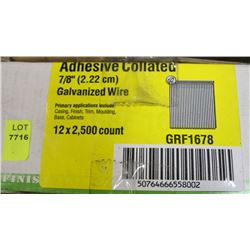 Adhesive Collated
7/8" (2.22 cm)
Galvanized Wire
Primary applications include:
Casing, Finish, Trim, Moulding,
Base, Cabinets
12 x 2,500 count
GRF1678
50764666558002
LOT
7716
FINIS